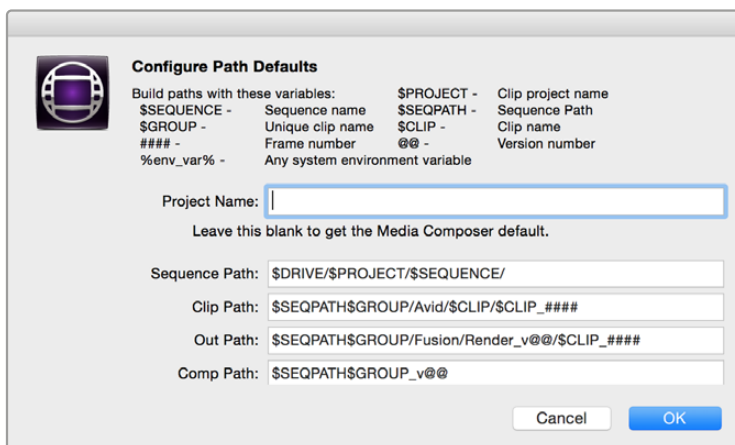 Configure Path Defaults
Build paths with these variables: $PROJECT - Clip project name
$SEQUENCE - Sequence name $SEQPATH - Sequence Path
$GROUP - Unique clip name $CLIP - Clip name
#### - Frame number @@ - Version number
%env_var% - Any system environment variable
Project Name:
Leave this blank to get the Media Composer default.
Sequence Path: $DRIVE/$PROJECT/$SEQUENCE/
Clip Path: $SEQPATH$GROUP/Avid/$CLIP/$CLIP_####
Out Path: $SEQPATH$GROUP/Fusion/Render_v@@/$CLIP_####
Comp Path: $SEQPATH$GROUP_v@@
Cancel OK